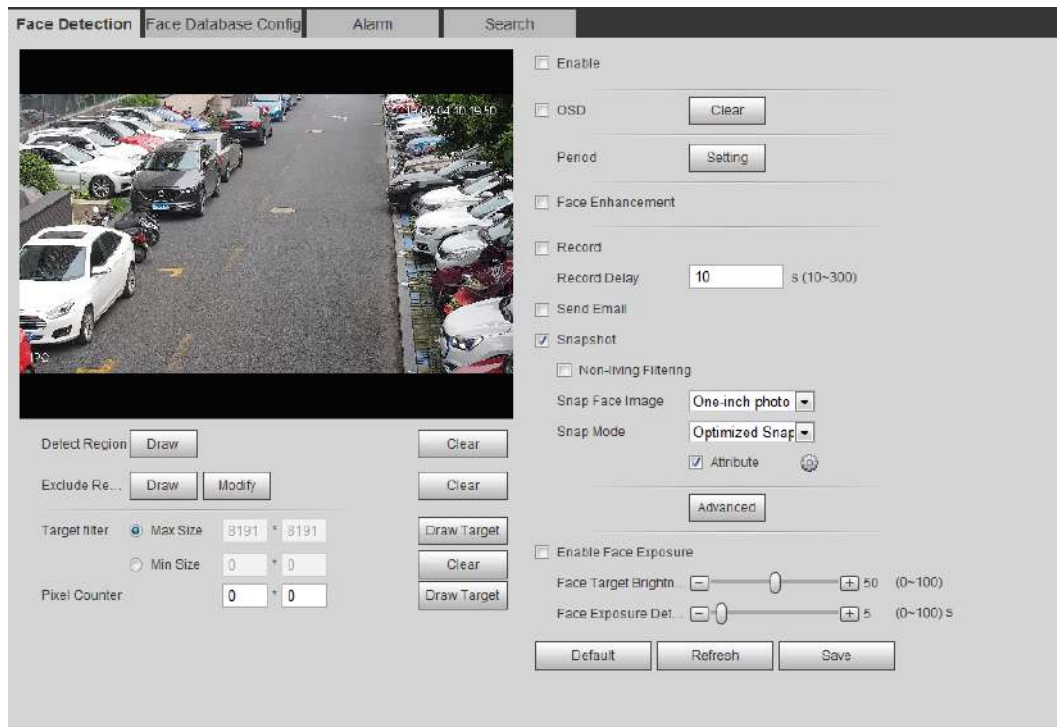 Face Detection Face Database Config Alarm Search
Enable
OSD Clear
Period Setting
Face Enhancement
Record
Record Delay 10 s (10~300)
Send Email
Snapshot
Non-living Filtering
Snap Face Image One-inch photo
Snap Mode Optimized Snap
Attribute
Advanced
Enable Face Exposure
Face Target Brightn... 50 (0~100)
Face Exposure Det... 5 (0~100) S
Default Refresh Save
Detect Region Draw Clear
Exclude Re... Draw Modify Clear
Target filter Max Size 8191 * 8191 Draw Target
Min Size 0 * 0 Clear
Pixel Counter 0 * 0 Draw Target